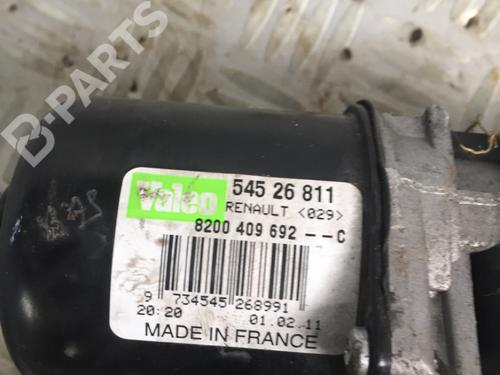 B-PARTS
Valeo
545 26 811
RENAULT <029>
8200 409 692 --C
9 734545 268991
20:20 01.02.11
MADE IN FRANCE